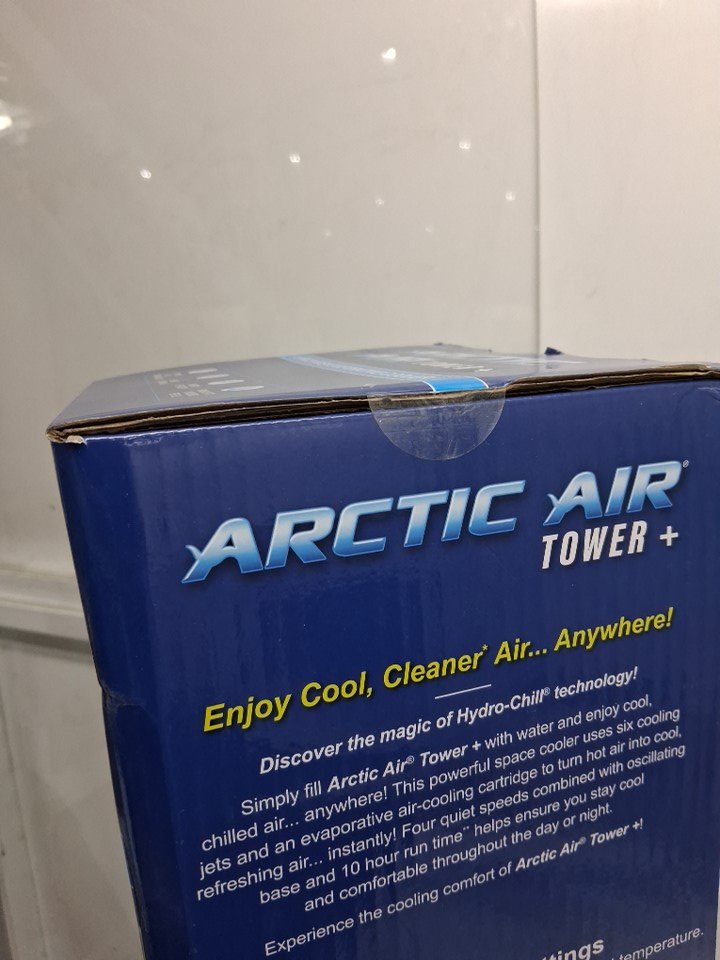 ARCTIC AIR®
TOWER +
Enjoy Cool, Cleaner* Air... Anywhere!
Discover the magic of Hydro-Chill® technology!
Simply fill Arctic Air® Tower + with water and enjoy cool,
chilled air... anywhere! This powerful space cooler uses six cooling
jets and an evaporative air-cooling cartridge to turn hot air into cool,
refreshing air... instantly! Four quiet speeds combined with oscillating
base and 10 hour run time** helps ensure you stay cool
and comfortable throughout the day or night.
Experience the cooling comfort of Arctic Air® Tower +!
temperature.